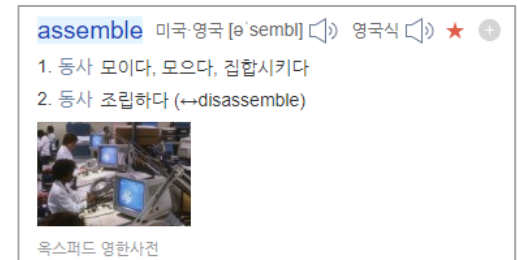 assemble 미국·영국 [əˈsembl] 영국식
1. 동사 모이다, 모으다, 집합시키다
2. 동사 조립하다 (↔disassemble)
옥스퍼드 영한사전